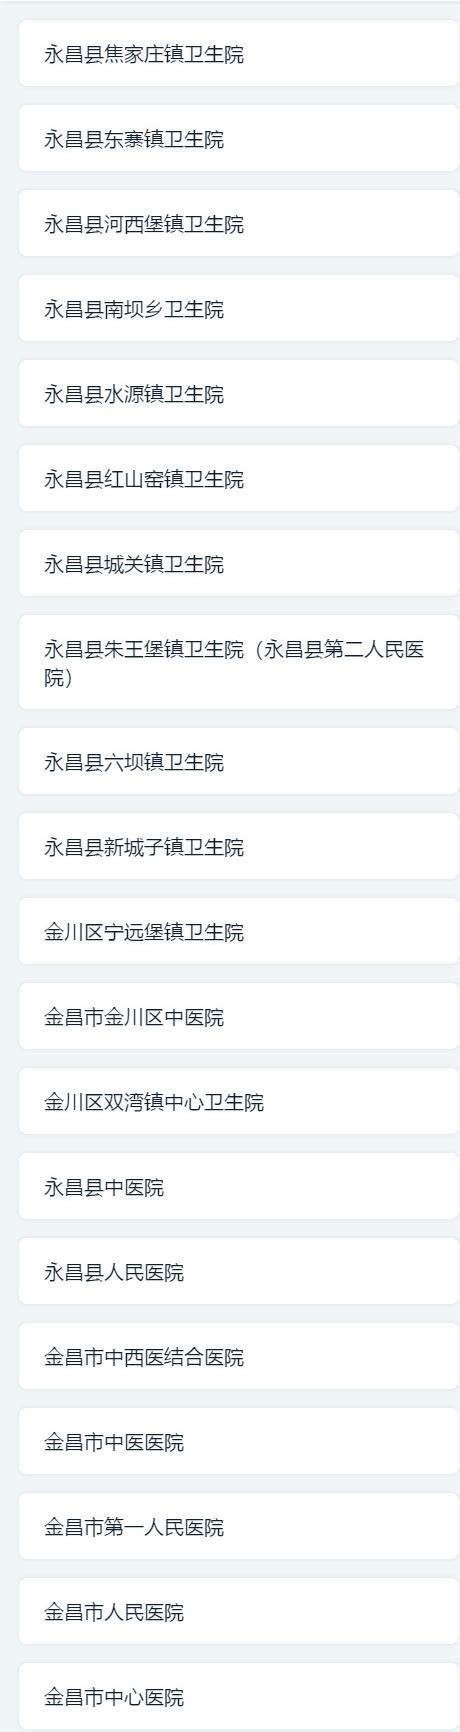 永昌县焦家庄镇卫生院
永昌县东寨镇卫生院
永昌县河西堡镇卫生院
永昌县南坝乡卫生院
永昌县水源镇卫生院
永昌县红山窑镇卫生院
永昌县城关镇卫生院
永昌县朱王堡镇卫生院（永昌县第二人民医
院）
永昌县六坝镇卫生院
永昌县新城子镇卫生院
金川区宁远堡镇卫生院
金昌市金川区中医院
金川区双湾镇中心卫生院
永昌县中医院
永昌县人民医院
金昌市中西医结合医院
金昌市中医医院
金昌市第一人民医院
金昌市人民医院
金昌市中心医院